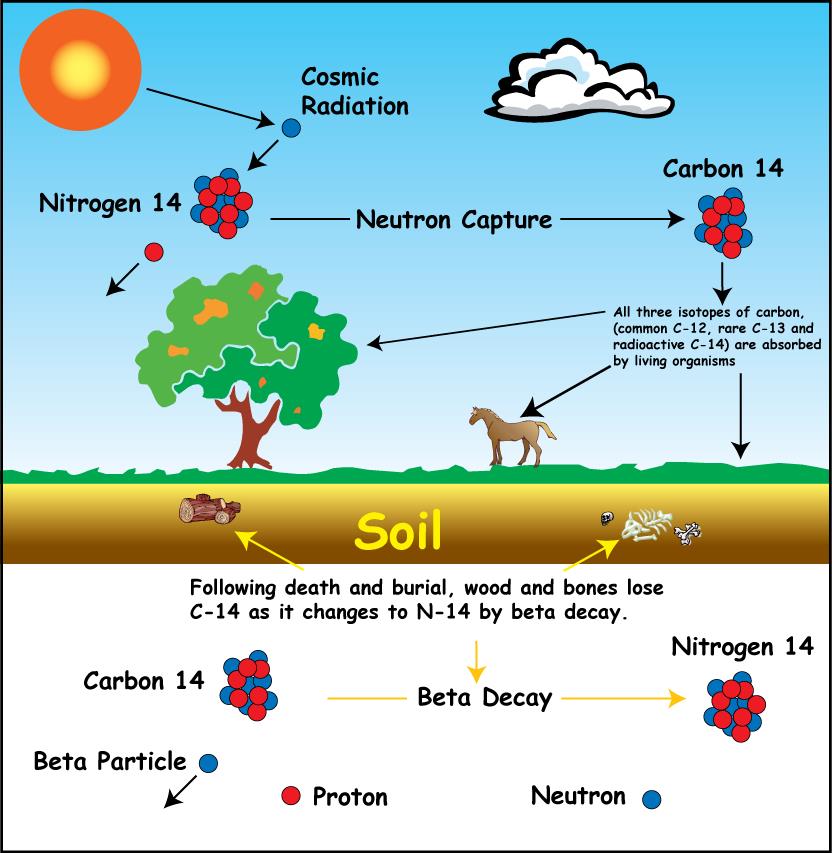 Cosmic
Radiation
Carbon 14
Nitrogen 14
Neutron Capture
All three isotopes of carbon,
(common C-12, rare C-13 and
radioactive C-14) are absorbed
by living organisms
Soil
Following death and burial, wood and bones lose
C-14 as it changes to N-14 by beta decay.
Nitrogen 14
Carbon 14
Beta Decay
Beta Particle
Proton
Neutron